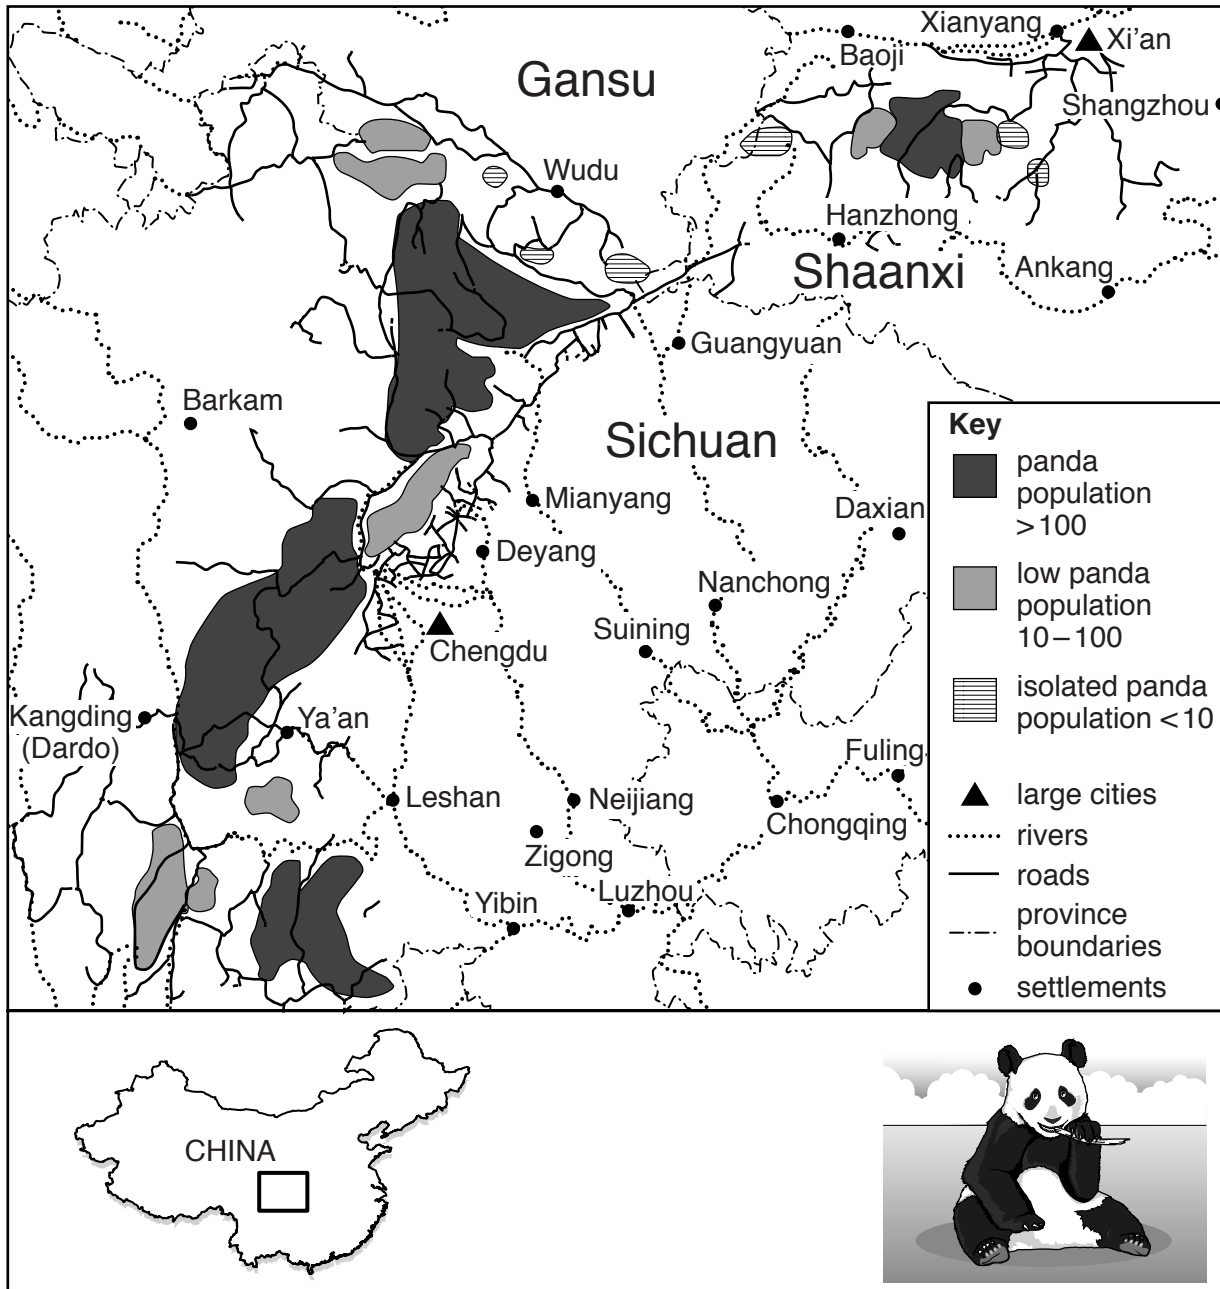 Xianyang
Xi'an
Baoji
Gansu
Shangzhou
Wudu
Hanzhong
Shaanxi
Ankang
Guangyuan
Barkam
Sichuan
Mianyang
Daxian
Deyang
Nanchong
Suining
Chengdu
Kangding
(Dardo)
Ya'an
Fuling
Leshan
Neijiang
Chongqing
Zigong
Luzhou
Yibin
Key
panda
population
>100
low panda
population
10–100
isolated panda
population <10
large cities
rivers
roads
province
boundaries
settlements
CHINA